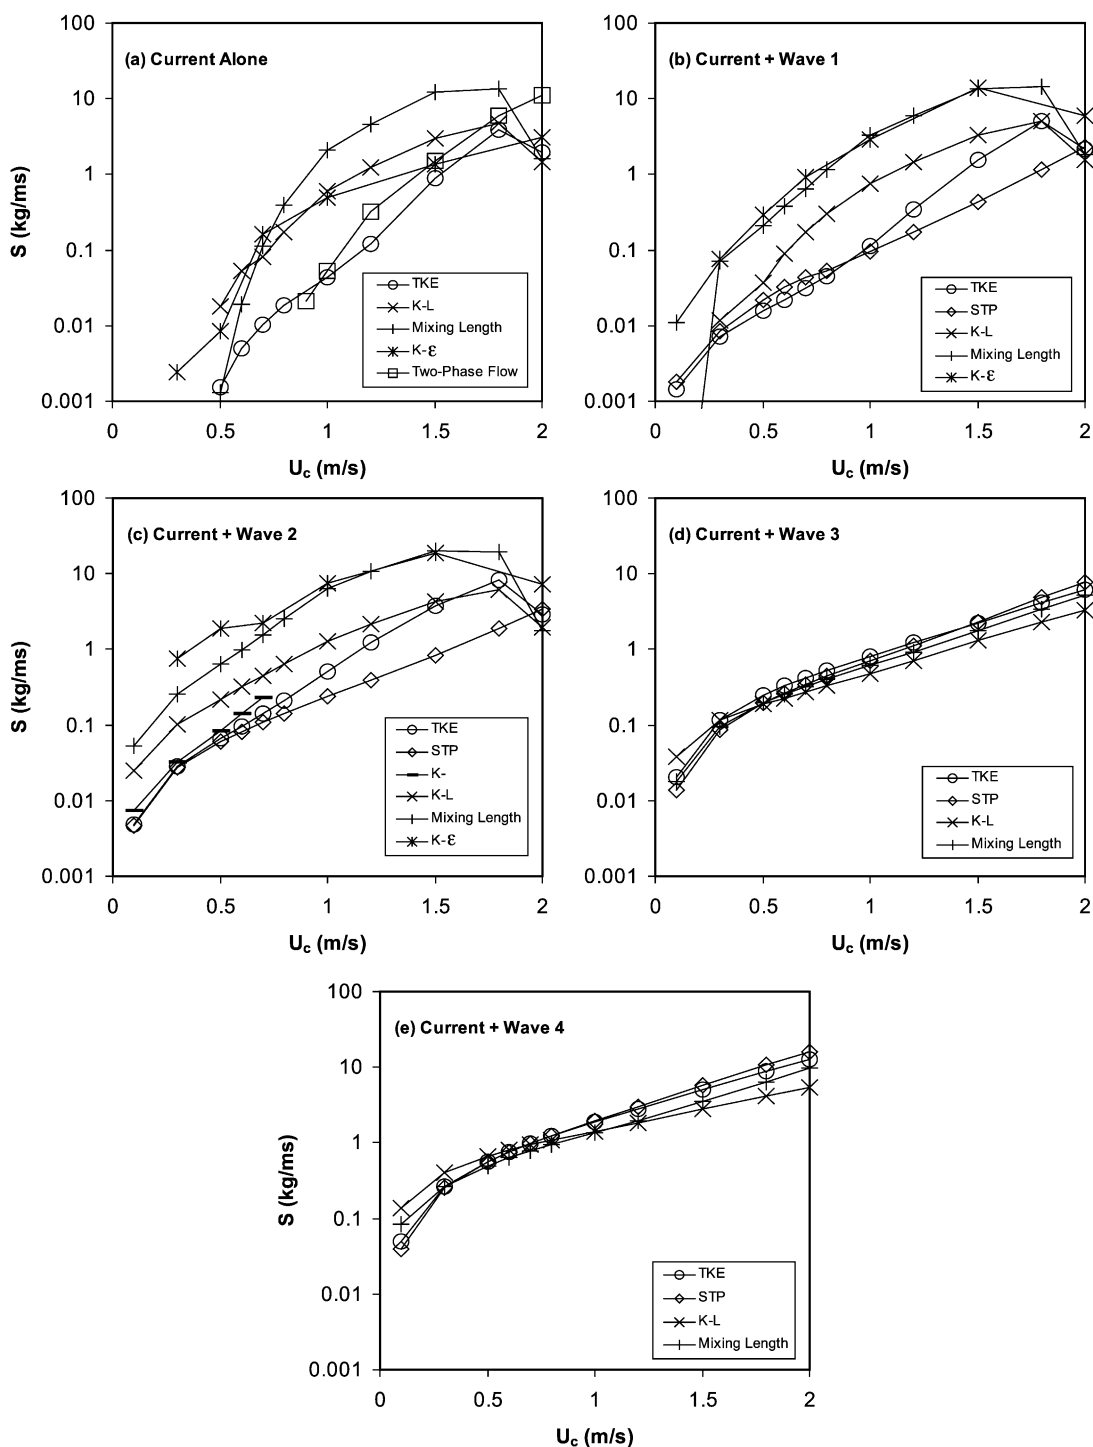 (a) Current Alone
S (kg/ms)
100
10
1
0.1
0.01
0.001
0
0.5
1
1.5
2
Uc (m/s)
TKE
K-L
Mixing Length
K-ε
Two-Phase Flow
(b) Current + Wave 1
100
10
1
0.1
0.01
0.001
0
0.5
1
1.5
2
Uc (m/s)
TKE
STP
K-L
Mixing Length
K-ε
(c) Current + Wave 2
S (kg/ms)
100
10
1
0.1
0.01
0.001
0
0.5
1
1.5
2
Uc (m/s)
TKE
STP
K-
K-L
Mixing Length
K-ε
(d) Current + Wave 3
100
10
1
0.1
0.01
0.001
0
0.5
1
1.5
2
Uc (m/s)
TKE
STP
K-L
Mixing Length
(e) Current + Wave 4
S (kg/ms)
100
10
1
0.1
0.01
0.001
0
0.5
1
1.5
2
Uc (m/s)
TKE
STP
K-L
Mixing Length